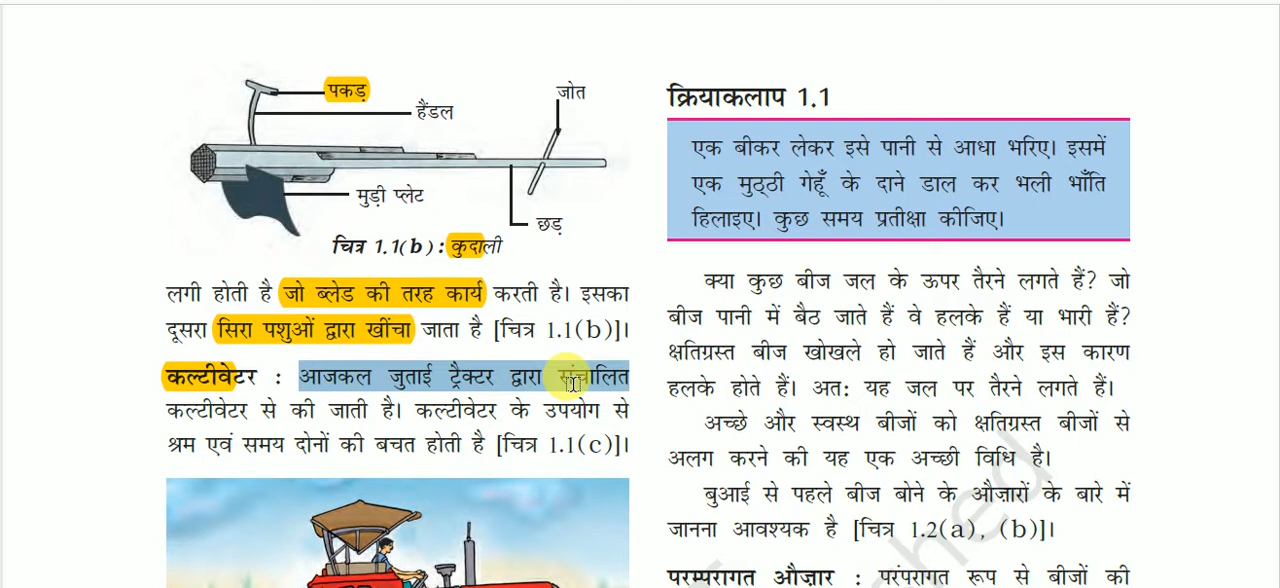 पकड़
हैंडल
जोत
मुड़ी प्लेट
छड़
चित्र 1.1(b) : कुदाली
लगी होती है जो ब्लेड की तरह कार्य करती है। इसका
दूसरा सिरा पशुओं द्वारा खींचा जाता है [चित्र 1.1(b)]।
कल्टीवेटर : आजकल जुताई ट्रैक्टर द्वारा संचालित
कल्टीवेटर से की जाती है। कल्टीवेटर के उपयोग से
श्रम एवं समय दोनों की बचत होती है [चित्र 1.1(c)]।
क्रियाकलाप 1.1
एक बीकर लेकर इसे पानी से आधा भरिए। इसमें
एक मुठ्ठी गेहूँ के दाने डाल कर भली भाँति
हिलाइए। कुछ समय प्रतीक्षा कीजिए।
क्या कुछ बीज जल के ऊपर तैरने लगते हैं? जो
बीज पानी में बैठ जाते हैं वे हलके हैं या भारी हैं?
क्षतिग्रस्त बीज खोखले हो जाते हैं और इस कारण
हलके होते हैं। अत: यह जल पर तैरने लगते हैं।
अच्छे और स्वस्थ बीजों को क्षतिग्रस्त बीजों से
अलग करने की यह एक अच्छी विधि है।
बुआई से पहले बीज बोने के औज़ारों के बारे में
जानना आवश्यक है [चित्र 1.2(a), (b)]।
परम्परागत औज़ार : परंपरागत रूप से बीजों की